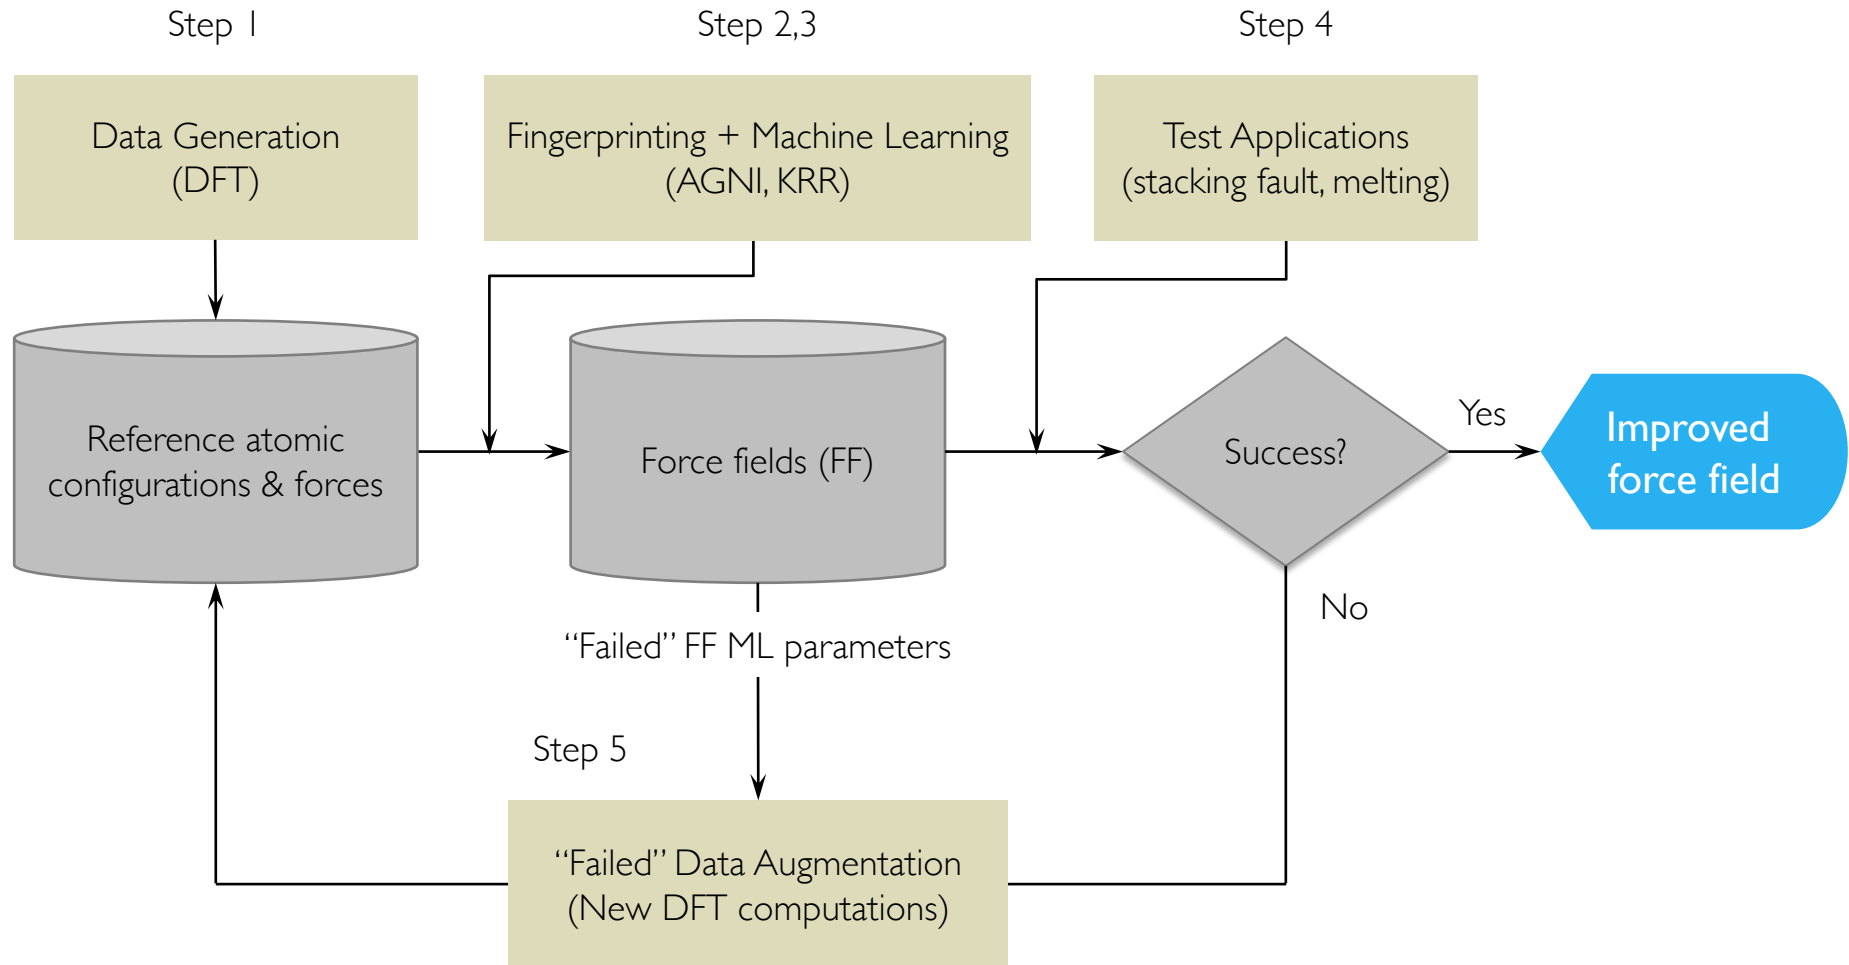 Step 1
Step 2,3
Step 4
Data Generation
(DFT)
Fingerprinting + Machine Learning
(AGNI, KRR)
Test Applications
(stacking fault, melting)
Reference atomic
configurations & forces
Force fields (FF)
Success?
Yes
Improved
force field
No
“Failed” FF ML parameters
Step 5
“Failed” Data Augmentation
(New DFT computations)